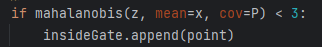 if mahalanobis(z, mean=x, cov=P) < 3:
    insideGate.append(point)